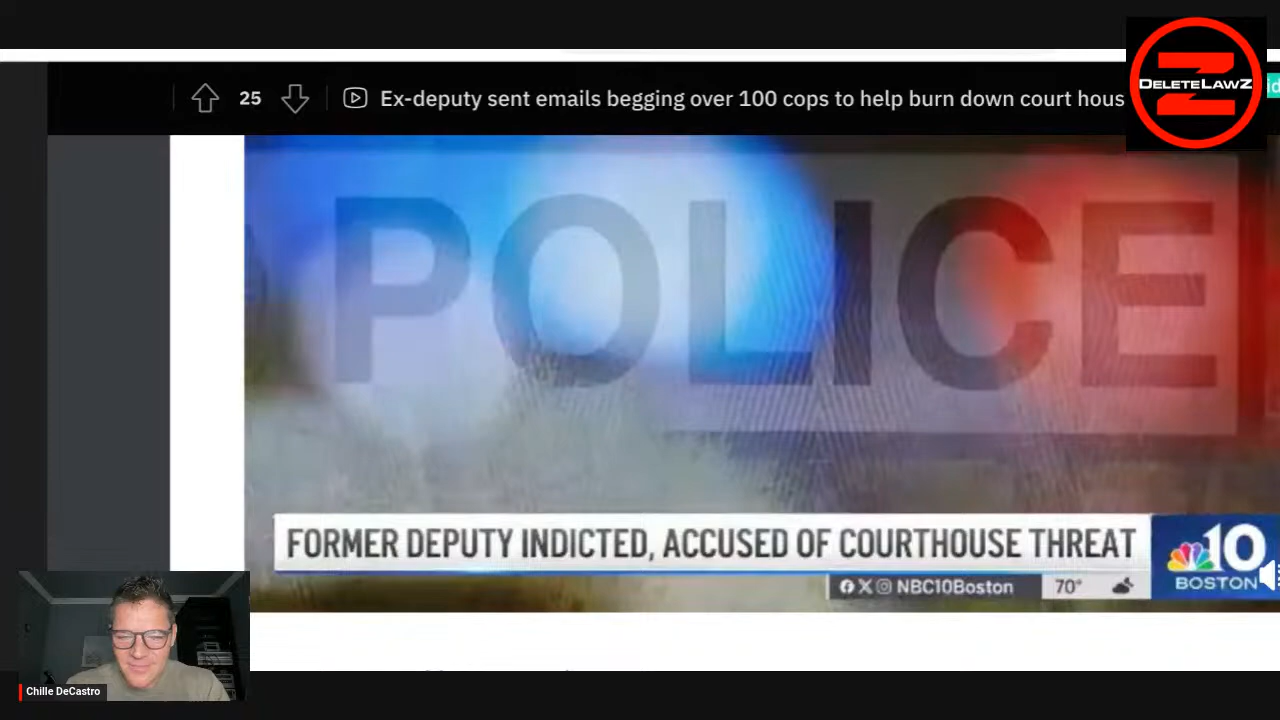 25
Ex-deputy sent emails begging over 100 cops to help burn down court hous
DELETELAWZ
id
POLICE
FORMER DEPUTY INDICTED, ACCUSED OF COURTHOUSE THREAT
10
BOSTON
NBC10Boston
70°
Chille DeCastro